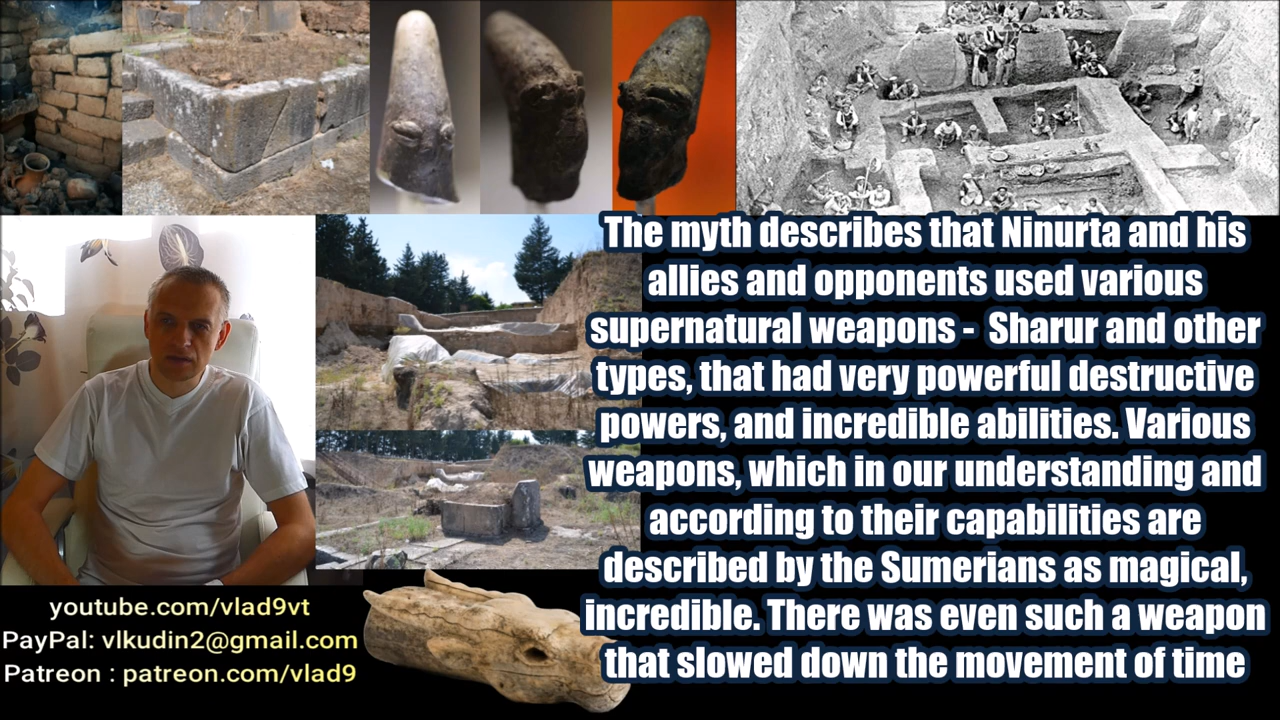 The myth describes that Ninurta and his
allies and opponents used various
supernatural weapons - Sharur and other
types, that had very powerful destructive
powers, and incredible abilities. Various
weapons, which in our understanding and
according to their capabilities are
described by the Sumerians as magical,
incredible. There was even such a weapon
that slowed down the movement of time
youtube.com/vlad9vt
PayPal: vlkudin2@gmail.com
Patreon : patreon.com/vlad9